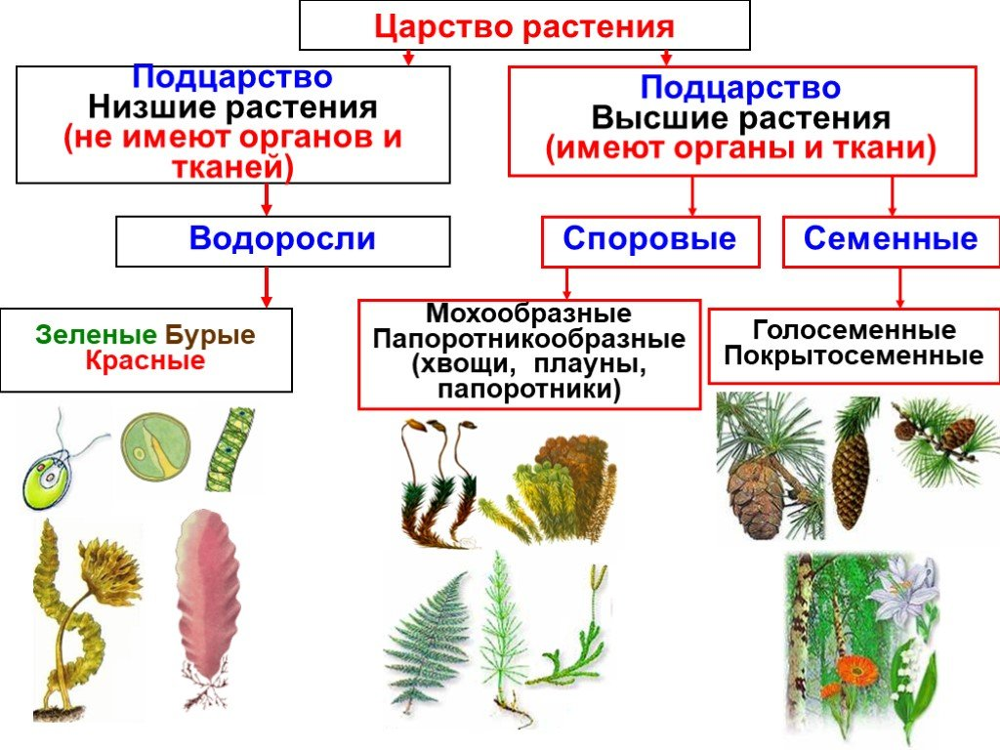 Царство растения
Подцарство
Низшие растения
(не имеют органов и
тканей)
Подцарство
Высшие растения
(имеют органы и ткани)
Водоросли
Споровые
Семенные
Зеленые Бурые
Красные
Мохообразные
Папоротникообразные
(хвощи, плауны,
папоротники)
Голосеменные
Покрытосеменные